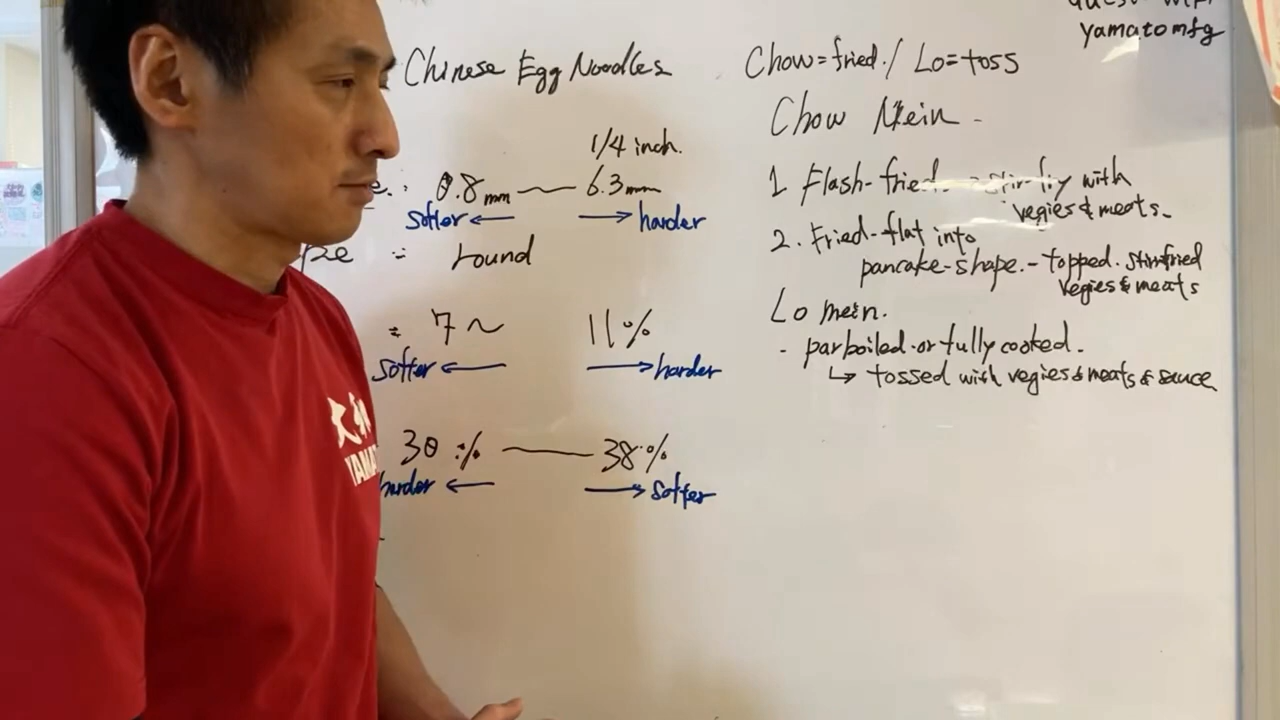 Chinese Egg Noodles
1/4 inch.
e. : 0.8mm — 6.3mm
softer ← → harder
pe = round
= 7 ~ 11%
softer ← → harder
30 % — 38%
harder ← → softer
Chow=fried. / Lo=toss
Chow Mein -
1 Flash-fried - stir-fry with
vegies & meats.
2. Fried-flat into
pancake-shape. - topped. stirfried
vegies & meats
Lo mein.
- parboiled or fully cooked.
↳ tossed with vegies & meats & sauce
yamatomfg
大和
YAMA